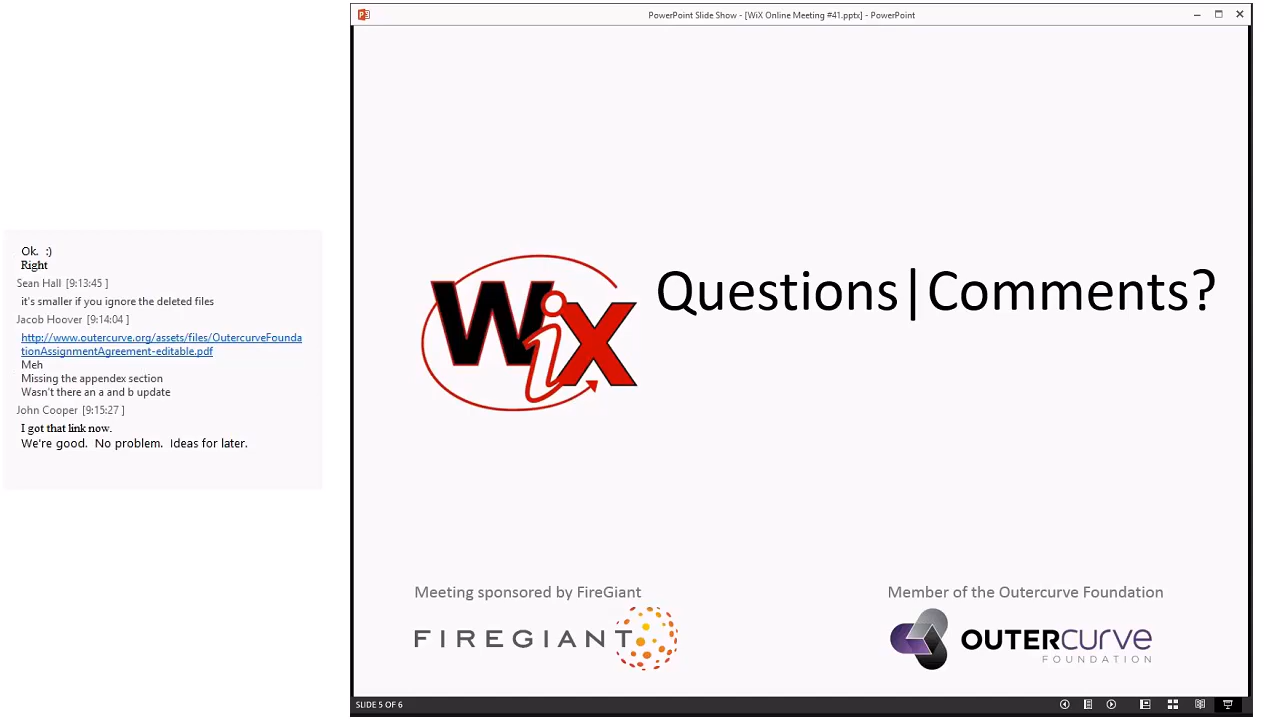 PowerPoint Slide Show - [WiX Online Meeting #41.pptx] - PowerPoint
Ok. :)
Right
Sean Hall [9:13:45 ]
it's smaller if you ignore the deleted files
Jacob Hoover [9:14:04 ]
http://www.outercurve.org/assets/files/OutercurveFounda
tionAssignmentAgreement-editable.pdf
Meh
Missing the appendex section
Wasn't there an a and b update
John Cooper [9:15:27 ]
I got that link now.
We're good. No problem. Ideas for later.
WiX
Questions|Comments?
Meeting sponsored by FireGiant
FIREGIANT
Member of the Outercurve Foundation
OUTERCURVE
FOUNDATION
SLIDE 5 OF 6